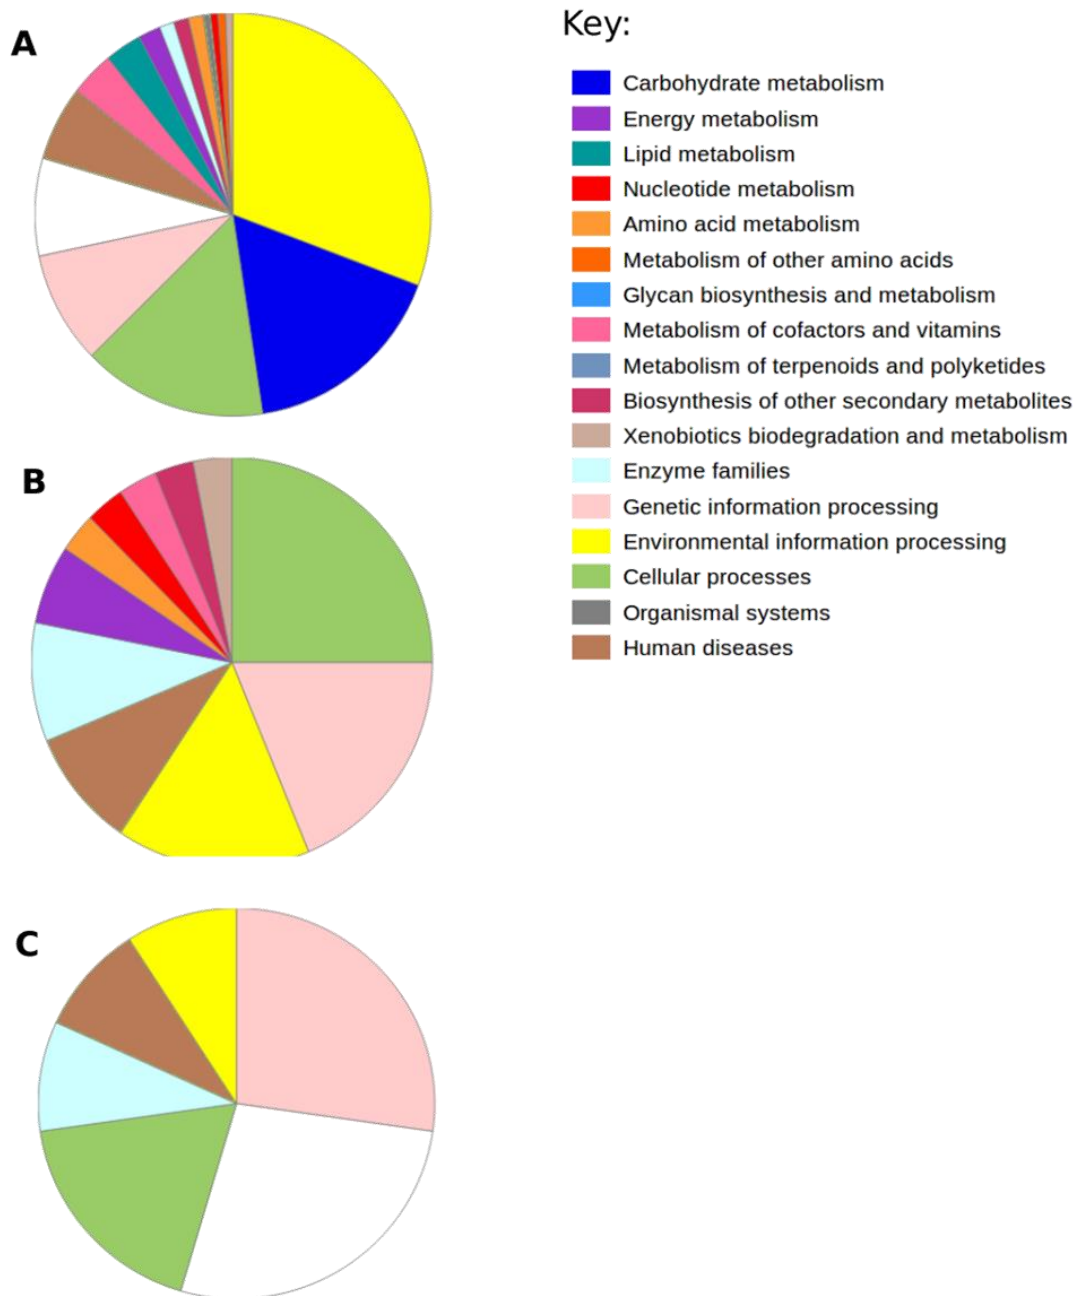 A
Key:
Carbohydrate metabolism
Energy metabolism
Lipid metabolism
Nucleotide metabolism
Amino acid metabolism
Metabolism of other amino acids
Glycan biosynthesis and metabolism
Metabolism of cofactors and vitamins
Metabolism of terpenoids and polyketides
Biosynthesis of other secondary metabolites
Xenobiotics biodegradation and metabolism
Enzyme families
Genetic information processing
Environmental information processing
Cellular processes
Organismal systems
Human diseases
B
C